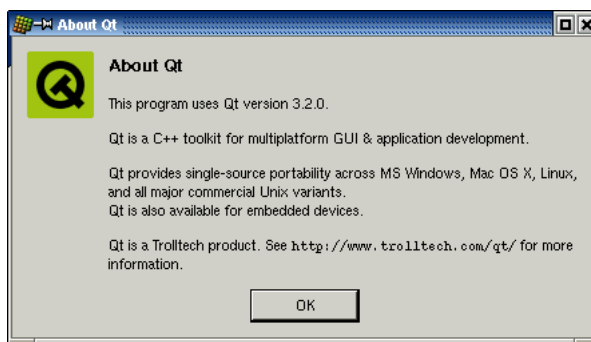 About Qt
About Qt
This program uses Qt version 3.2.0.
Qt is a C++ toolkit for multiplatform GUI & application development.
Qt provides single-source portability across MS Windows, Mac OS X, Linux,
and all major commercial Unix variants.
Qt is also available for embedded devices.
Qt is a Trolltech product. See http://www.trolltech.com/qt/ for more
information.
OK